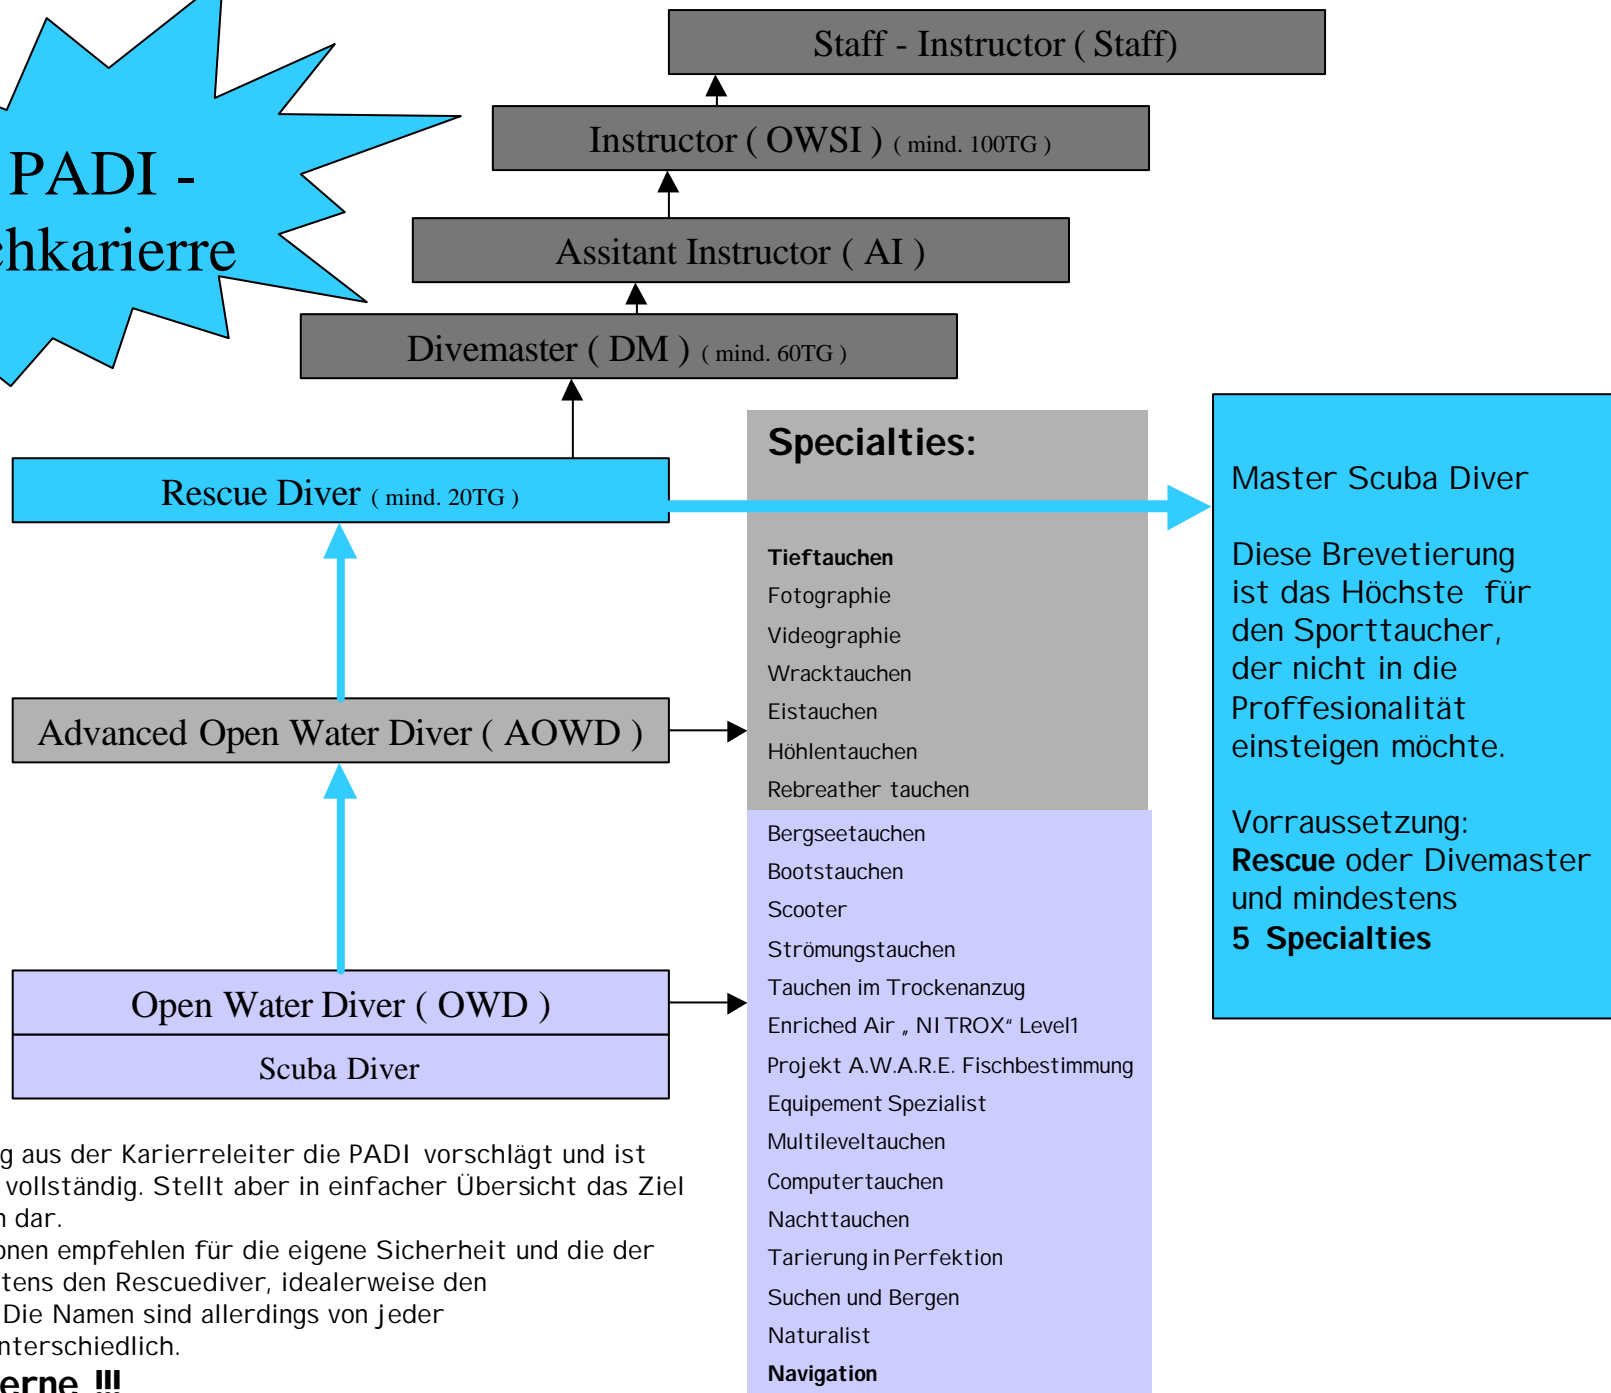 PADI -
chkarierre
Staff - Instructor ( Staff)
Instructor ( OWSI ) ( mind. 100TG )
Assitant Instructor ( AI )
Divemaster ( DM ) ( mind. 60TG )
Rescue Diver ( mind. 20TG )
Advanced Open Water Diver ( AOWD )
Open Water Diver ( OWD )
Scuba Diver
Specialties:
Tieftauchen
Fotographie
Videographie
Wracktauchen
Eistauchen
Höhlentauchen
Rebreather tauchen
Bergseetauchen
Bootstauchen
Scooter
Strömungstauchen
Tauchen im Trockenanzug
Enriched Air „ NITROX“ Level1
Projekt A.W.A.R.E. Fischbestimmung
Equipement Spezialist
Multileveltauchen
Computertauchen
Nachttauchen
Tarierung in Perfektion
Suchen und Bergen
Naturalist
Navigation
Master Scuba Diver
Diese Brevetierung
ist das Höchste für
den Sporttaucher,
der nicht in die
Proffesionalität
einsteigen möchte.
Vorraussetzung:
Rescue oder Divemaster
und mindestens
5 Specialties
g aus der Karierreleiter die PADI vorschlägt und ist
vollständig. Stellt aber in einfacher Übersicht das Ziel
n dar.
onen empfehlen für die eigene Sicherheit und die der
tens den Rescuediver, idealerweise den
Die Namen sind allerdings von jeder
nterschiedlich.
erne !!!